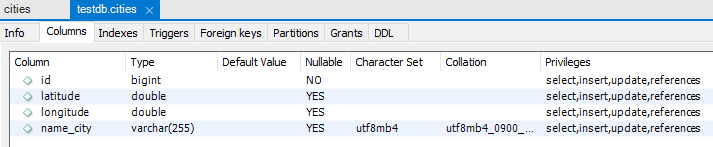 cities testdb.cities
Info Columns Indexes Triggers Foreign keys Partitions Grants DDL
Column Type Default Value Nullable Character Set Collation Privileges
id bigint NO select,insert,update,references
latitude double YES select,insert,update,references
longitude double YES select,insert,update,references
name_city varchar(255) YES utf8mb4 utf8mb4_0900_... select,insert,update,references